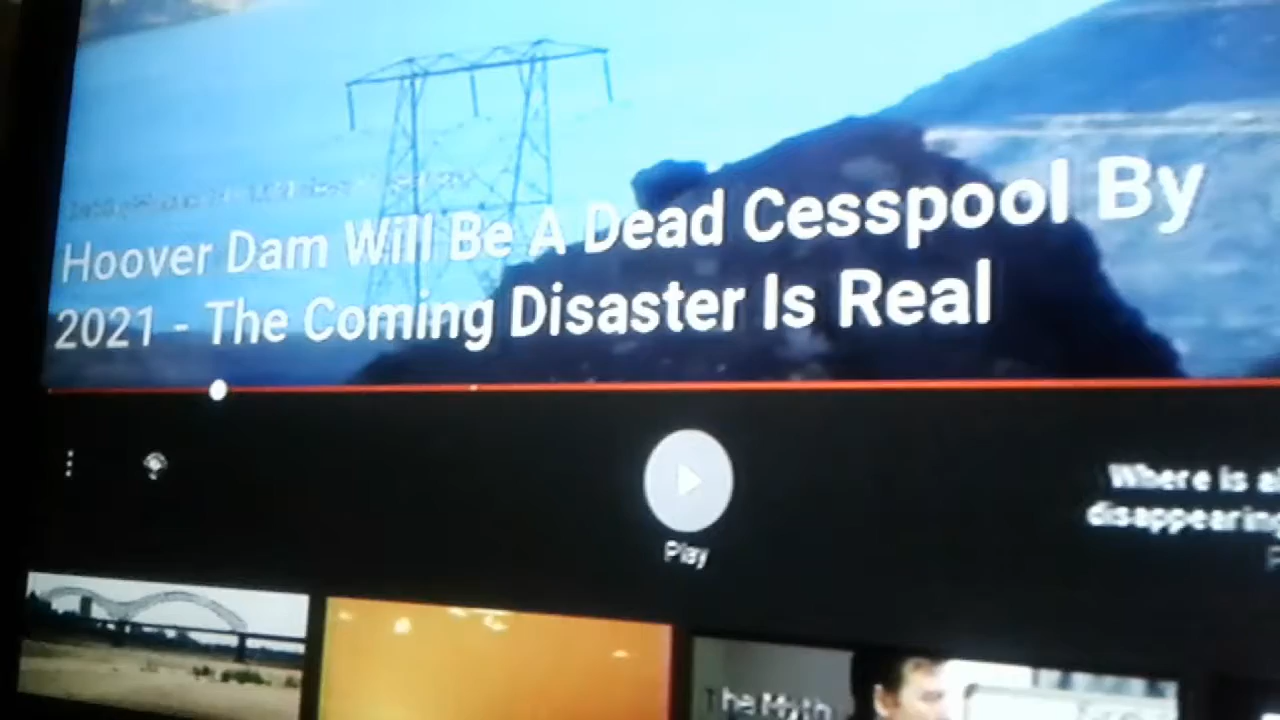 Hoover Dam Will Be A Dead Cesspool By
2021 - The Coming Disaster Is Real
Where is
disappearing
Play
The Myth